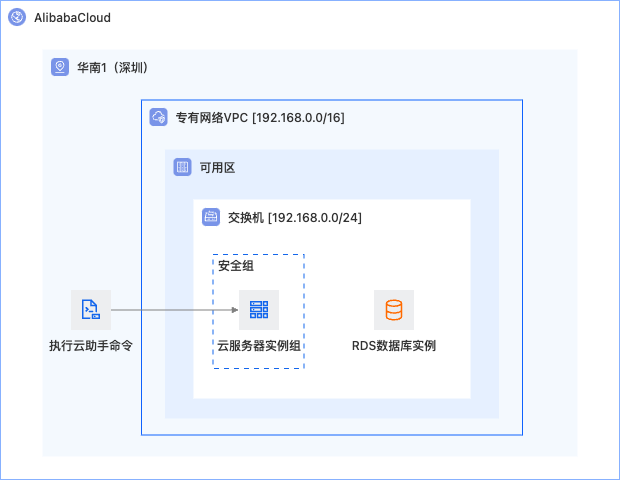 AlibabaCloud
华南1（深圳）
专有网络VPC [192.168.0.0/16]
可用区
交换机 [192.168.0.0/24]
安全组
执行云助手命令
云服务器实例组
RDS数据库实例